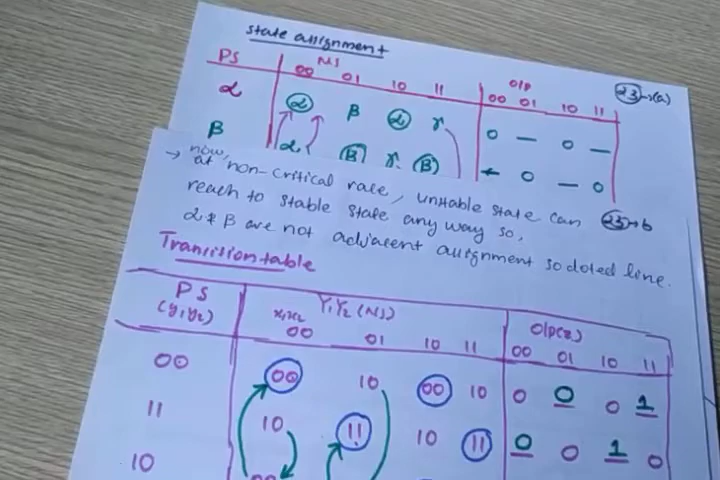 state assignment
PS NS O/P
00 01 10 11 00 01 10 11
23→(a)
α α β α r 0 — 0 —
β α β r β — 0 — 0
→ now, at non-critical race, unstable state can
25→b
reach to stable state any way so,
α & β are not adjacent assignment so doted line.
Transition table
PS Y₁Y₂ (NS) O/P(z)
(y₁y₂) x₁x₂
00 01 10 11 00 01 10 11
00 00 10 00 10 0 0 0 1
11 10 11 10 11 0 0 1 0
10